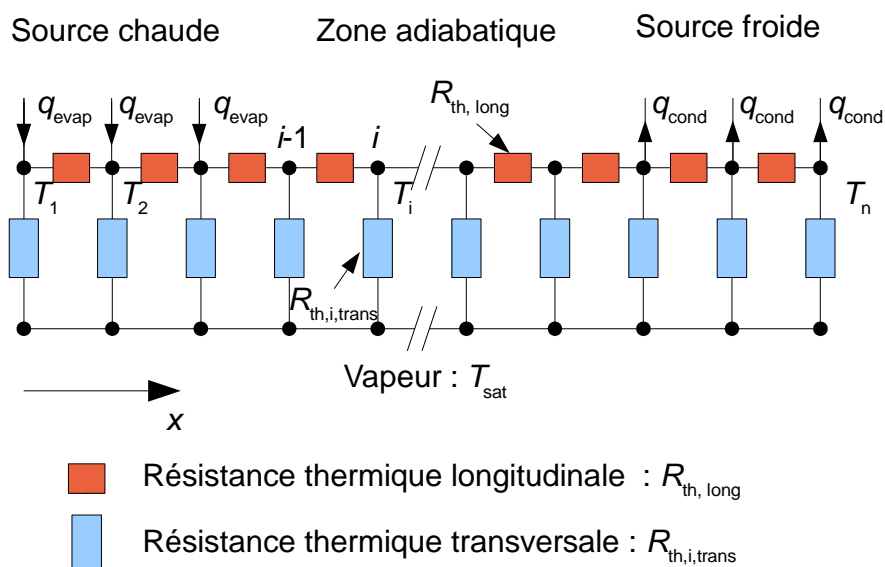 Source chaude Zone adiabatique Source froide
q_evap q_evap q_evap R_th, long q_cond q_cond q_cond
i-1 i
T_1 T_2 T_i T_n
R_th,i,trans
Vapeur : T_sat
x
Résistance thermique longitudinale : R_th, long
Résistance thermique transversale : R_th,i,trans